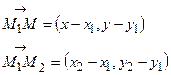 M₁M⃗ = (x − x₁, y − y₁)
M₁M₂⃗ = (x₂ − x₁, y₂ − y₁)